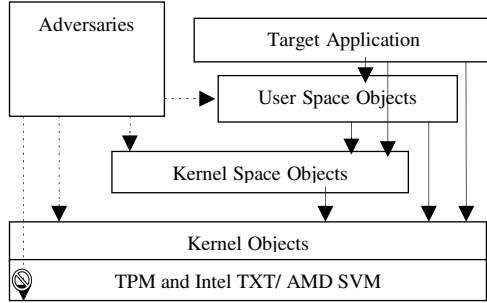 Adversaries
Target Application
User Space Objects
Kernel Space Objects
Kernel Objects
TPM and Intel TXT/ AMD SVM